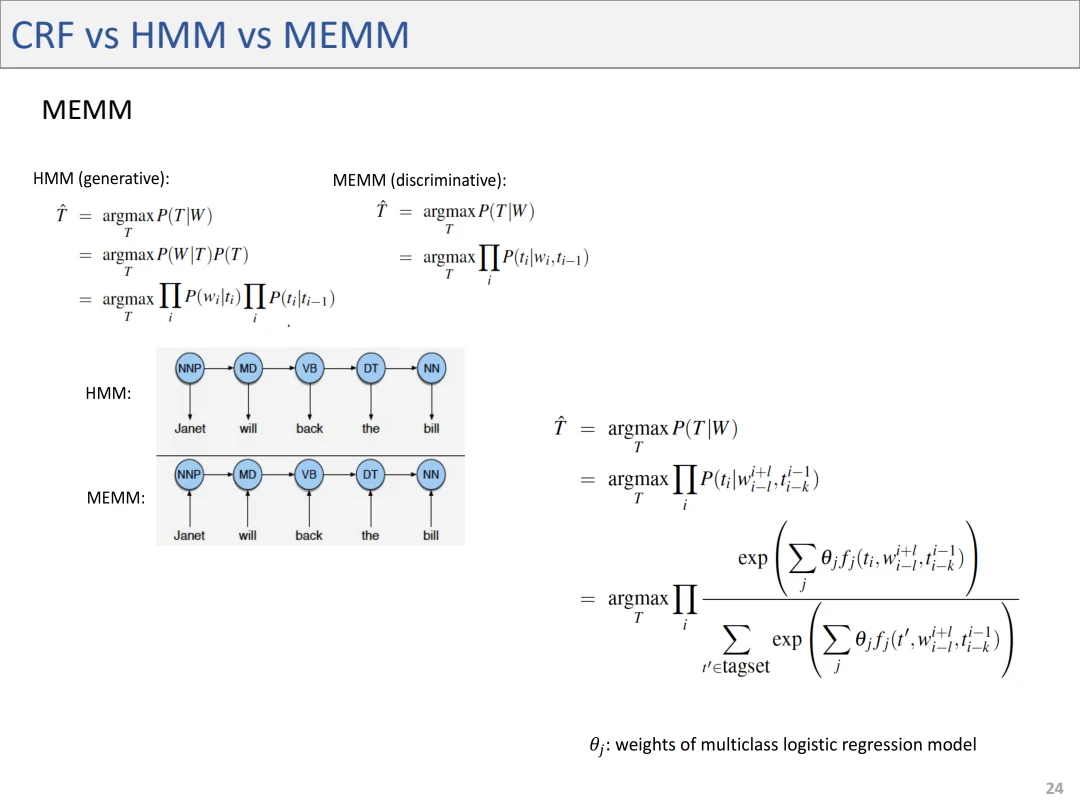 CRF vs HMM vs MEMM
MEMM
HMM (generative):
T̂ = argmax_T P(T|W)
= argmax_T P(W|T)P(T)
= argmax_T ∏_i P(w_i|t_i) ∏_i P(t_i|t_{i−1})
MEMM (discriminative):
T̂ = argmax_T P(T|W)
= argmax_T ∏_i P(t_i|w_i,t_{i−1})
HMM:
NNP MD VB DT NN
Janet will back the bill
MEMM:
NNP MD VB DT NN
Janet will back the bill
T̂ = argmax_T P(T|W)
= argmax_T ∏_i P(t_i|w_{i−l}^{i+l},t_{i−k}^{i−1})
= argmax_T ∏_i exp(∑_j θ_j f_j(t_i,w_{i−l}^{i+l},t_{i−k}^{i−1})) / ∑_{t′∈tagset} exp(∑_j θ_j f_j(t′,w_{i−l}^{i+l},t_{i−k}^{i−1}))
θ_j: weights of multiclass logistic regression model
24